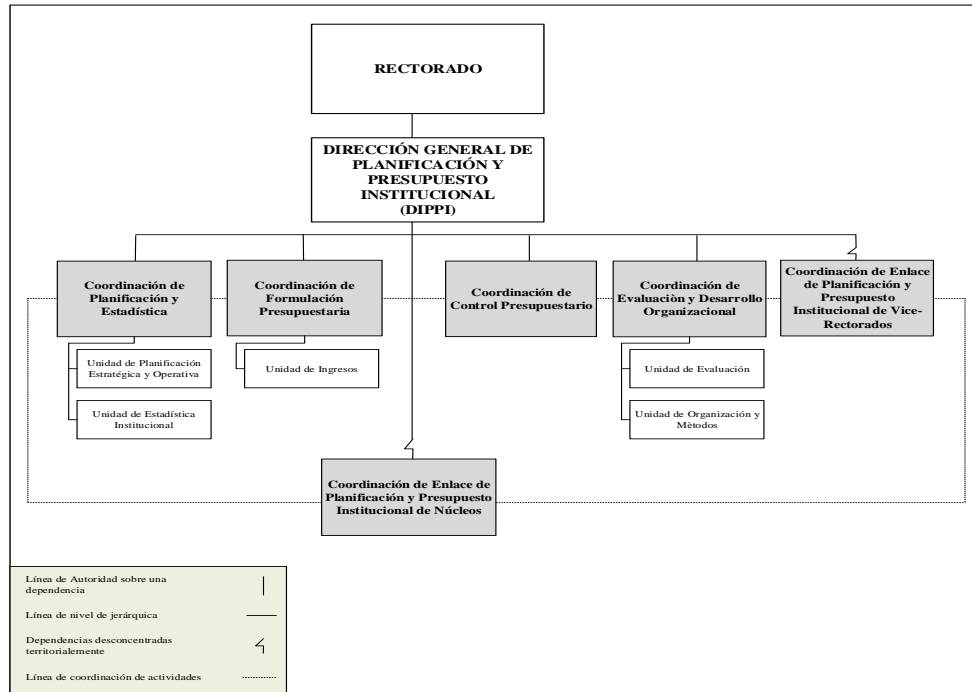 RECTORADO
DIRECCIÓN GENERAL DE
PLANIFICACIÓN Y
PRESUPUESTO
INSTITUCIONAL
(DIPPI)
Coordinación de
Planificación y
Estadística
Coordinación de
Formulación
Presupuestaria
Coordinación de
Control Presupuestario
Coordinación de
Evaluaciòn y Desarrollo
Organizacional
Coordinación de Enlace
de Planificación y
Presupuesto
Institucional de Vice-
Rectorados
Unidad de Planificación
Estratégica y Operativa
Unidad de Estadística
Institucional
Unidad de Ingresos
Unidad de Evaluación
Unidad de Organización y
Mètodos
Coordinación de Enlace de
Planificación y Presupuesto
Institucional de Núcleos
Línea de Autoridad sobre una
dependencia
Línea de nivel de jerárquica
Dependencias desconcentradas
territorialemente
Línea de coordinación de actividades